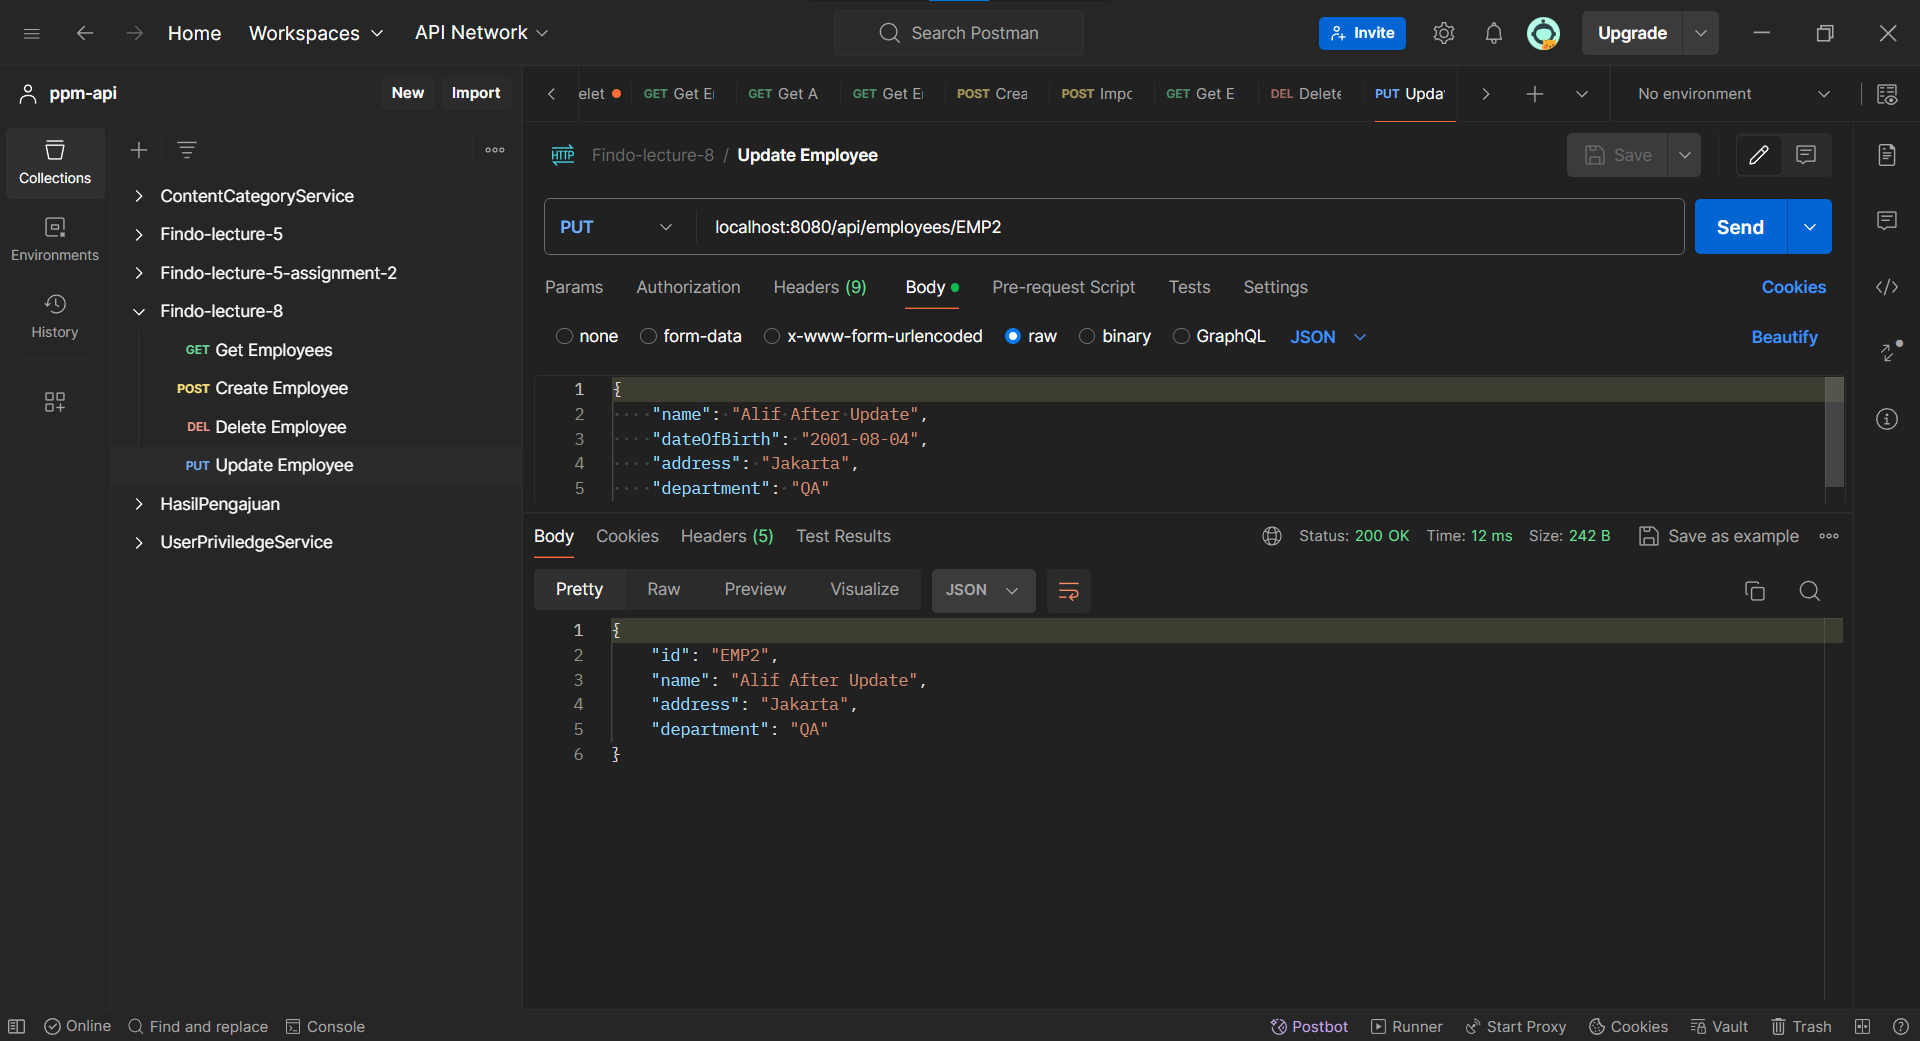 Home Workspaces API Network Search Postman Invite Upgrade
ppm-api New Import
elet GET Get E GET Get A GET Get E POST Crea POST Impo GET Get E DEL Delete PUT Upda No environment
Collections
Environments
History
ContentCategoryService
Findo-lecture-5
Findo-lecture-5-assignment-2
Findo-lecture-8
GET Get Employees
POST Create Employee
DEL Delete Employee
PUT Update Employee
HasilPengajuan
UserPriviledgeService
HTTP Findo-lecture-8 / Update Employee Save
PUT localhost:8080/api/employees/EMP2 Send
Params Authorization Headers (9) Body Pre-request Script Tests Settings Cookies
none form-data x-www-form-urlencoded raw binary GraphQL JSON Beautify
1 {
2 "name": "Alif After Update",
3 "dateOfBirth": "2001-08-04",
4 "address": "Jakarta",
5 "department": "QA"
Body Cookies Headers (5) Test Results Status: 200 OK Time: 12 ms Size: 242 B Save as example
Pretty Raw Preview Visualize JSON
1 {
2 "id": "EMP2",
3 "name": "Alif After Update",
4 "address": "Jakarta",
5 "department": "QA"
6 }
Online Find and replace Console Postbot Runner Start Proxy Cookies Vault Trash